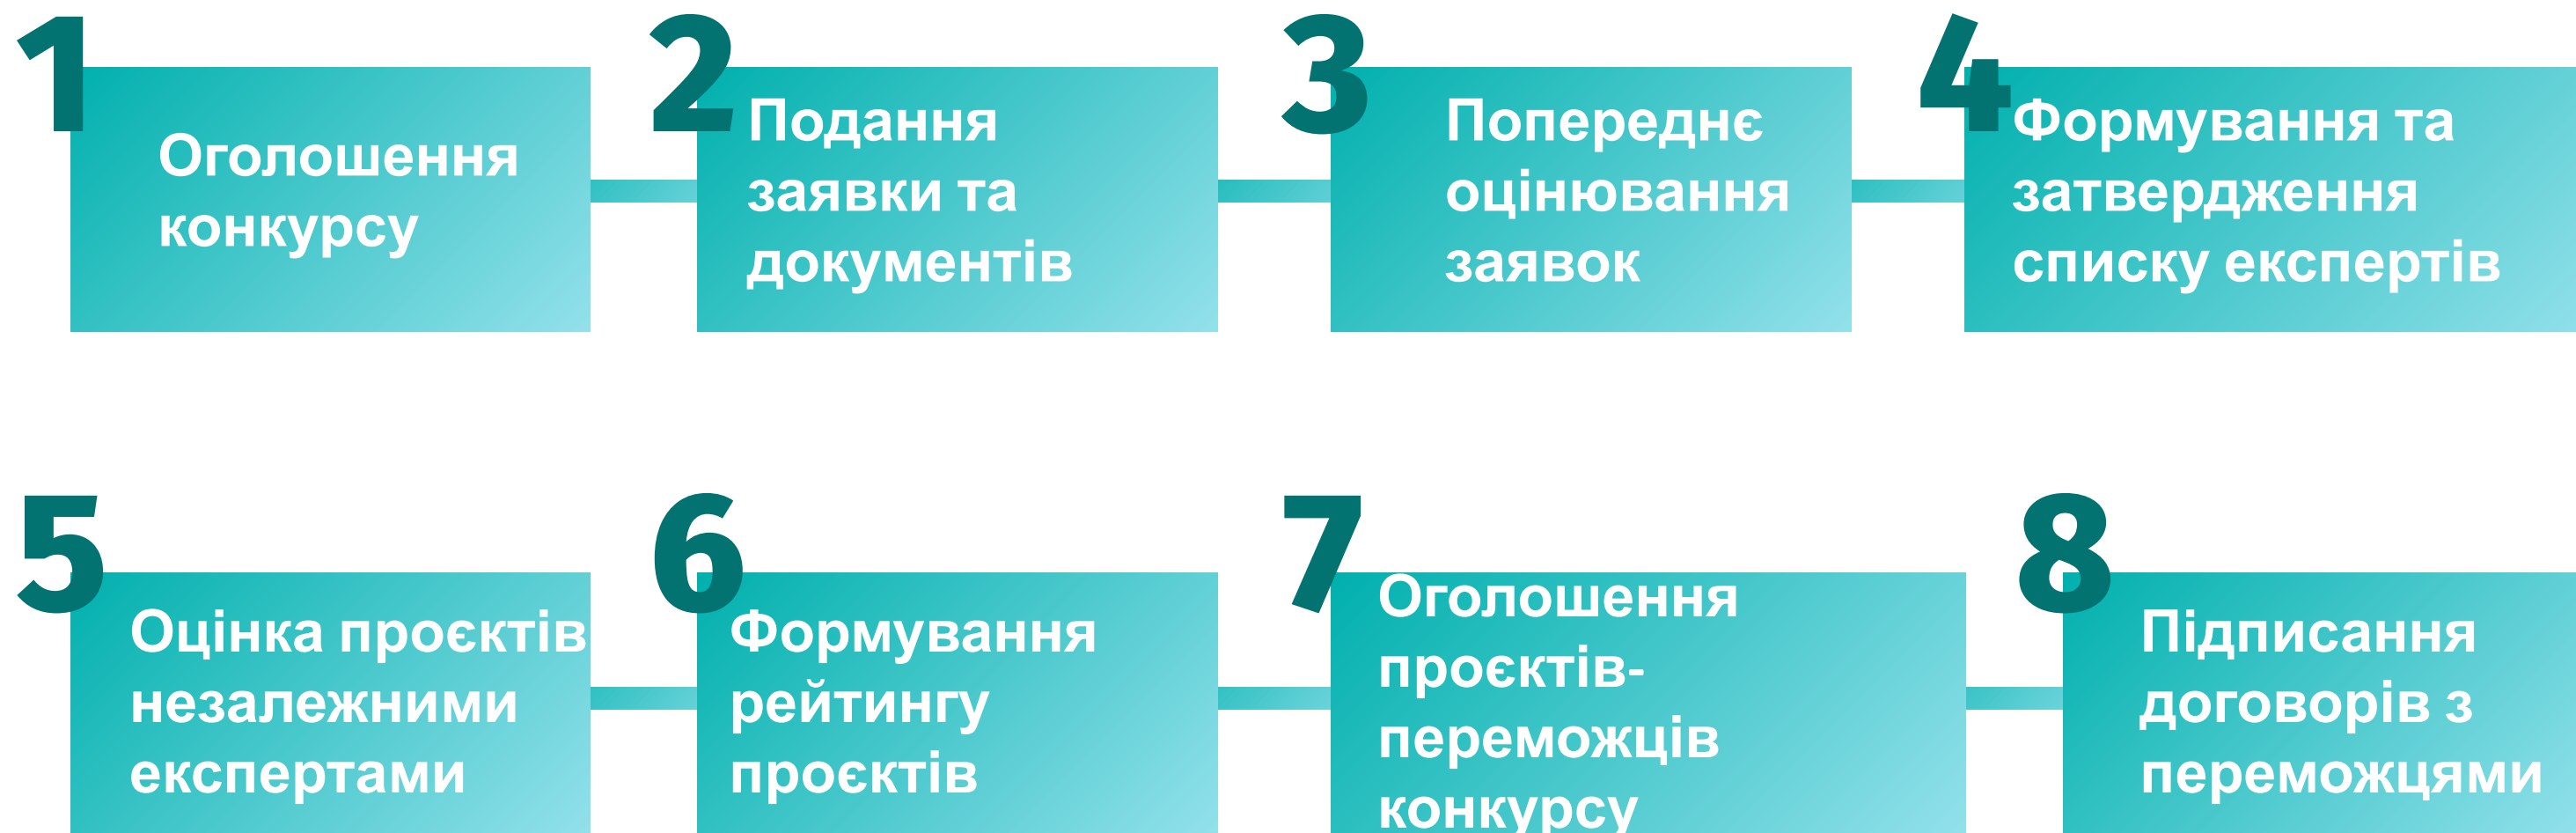 1
Оголошення
конкурсу
2
Подання
заявки та
документів
3
Попереднє
оцінювання
заявок
4
Формування та
затвердження
списку експертів
5
Оцінка проєктів
незалежними
експертами
6
Формування
рейтингу
проєктів
7
Оголошення
проєктів-
переможців
конкурсу
8
Підписання
договорів з
переможцями